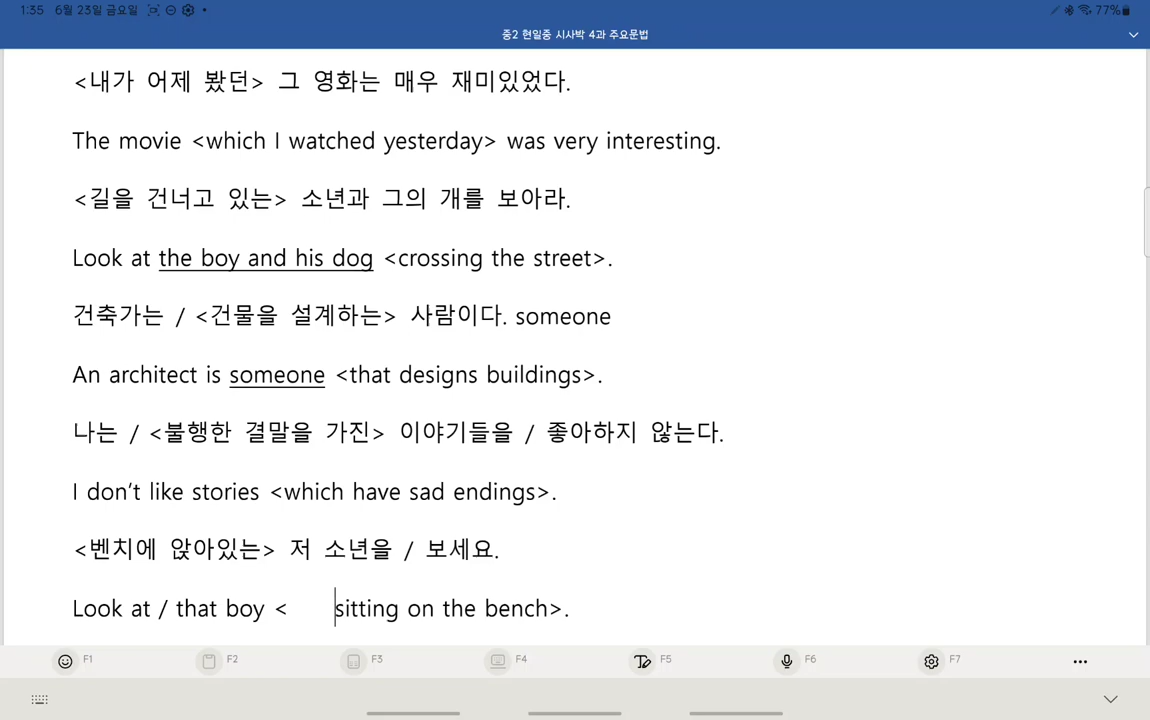 1:35 6월 23일 금요일 77%
중2 현일중 시사박 4과 주요문법
<내가 어제 봤던> 그 영화는 매우 재미있었다.
The movie <which I watched yesterday> was very interesting.
<길을 건너고 있는> 소년과 그의 개를 보아라.
Look at the boy and his dog <crossing the street>.
건축가는 / <건물을 설계하는> 사람이다. someone
An architect is someone <that designs buildings>.
나는 / <불행한 결말을 가진> 이야기들을 / 좋아하지 않는다.
I don’t like stories <which have sad endings>.
<벤치에 앉아있는> 저 소년을 / 보세요.
Look at / that boy < sitting on the bench>.
F1 F2 F3 F4 F5 F6 F7